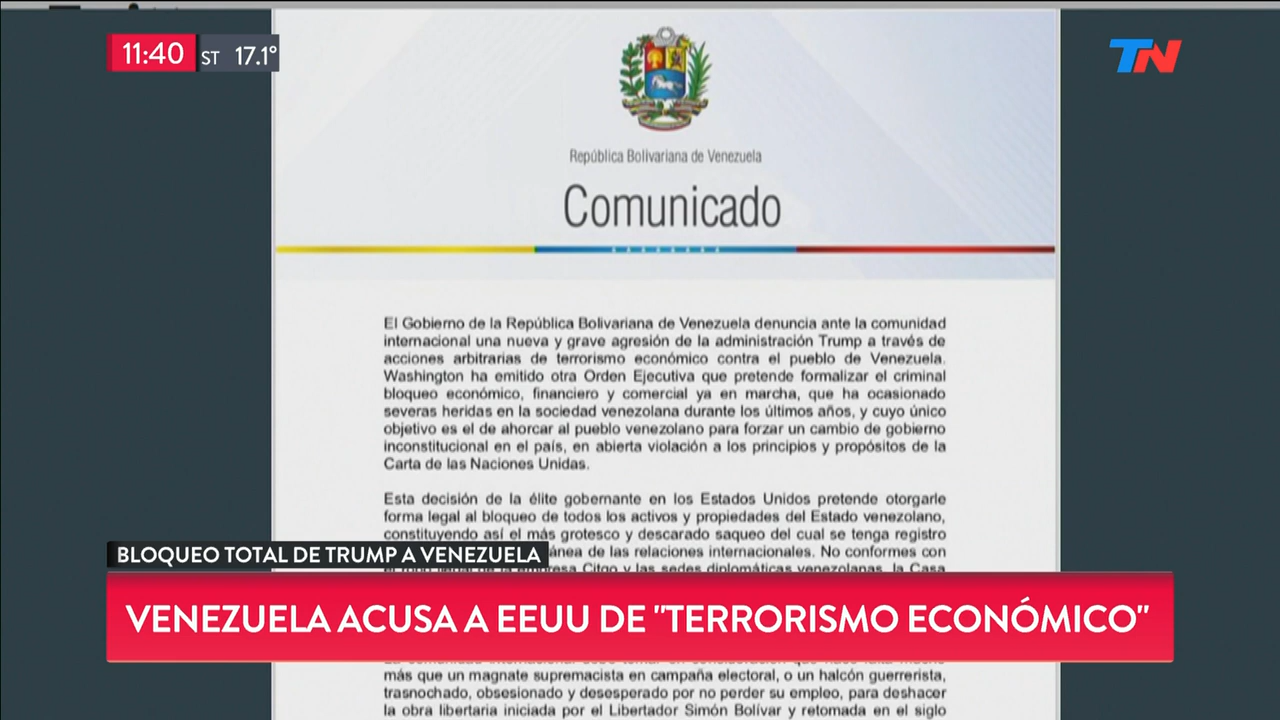 11:40 ST 17.1°
TN
República Bolivariana de Venezuela
Comunicado
El Gobierno de la República Bolivariana de Venezuela denuncia ante la comunidad
internacional una nueva y grave agresión de la administración Trump a través de
acciones arbitrarias de terrorismo económico contra el pueblo de Venezuela.
Washington ha emitido otra Orden Ejecutiva que pretende formalizar el criminal
bloqueo económico, financiero y comercial ya en marcha, que ha ocasionado
severas heridas en la sociedad venezolana durante los últimos años, y cuyo único
objetivo es el de ahorcar al pueblo venezolano para forzar un cambio de gobierno
inconstitucional en el país, en abierta violación a los principios y propósitos de la
Carta de las Naciones Unidas.
Esta decisión de la élite gobernante en los Estados Unidos pretende otorgarle
forma legal al bloqueo de todos los activos y propiedades del Estado venezolano,
constituyendo así el más grotesco y descarado saqueo del cual se tenga registro
de las relaciones internacionales. No conformes con
Citgo y las sedes diplomáticas venezolanas, la Casa
BLOQUEO TOTAL DE TRUMP A VENEZUELA
VENEZUELA ACUSA A EEUU DE "TERRORISMO ECONÓMICO"
más que un magnate supremacista en campaña electoral, o un halcón guerrerista,
trasnochado, obsesionado y desesperado por no perder su empleo, para deshacer
la obra libertaria iniciada por el Libertador Simón Bolívar y retomada en el siglo